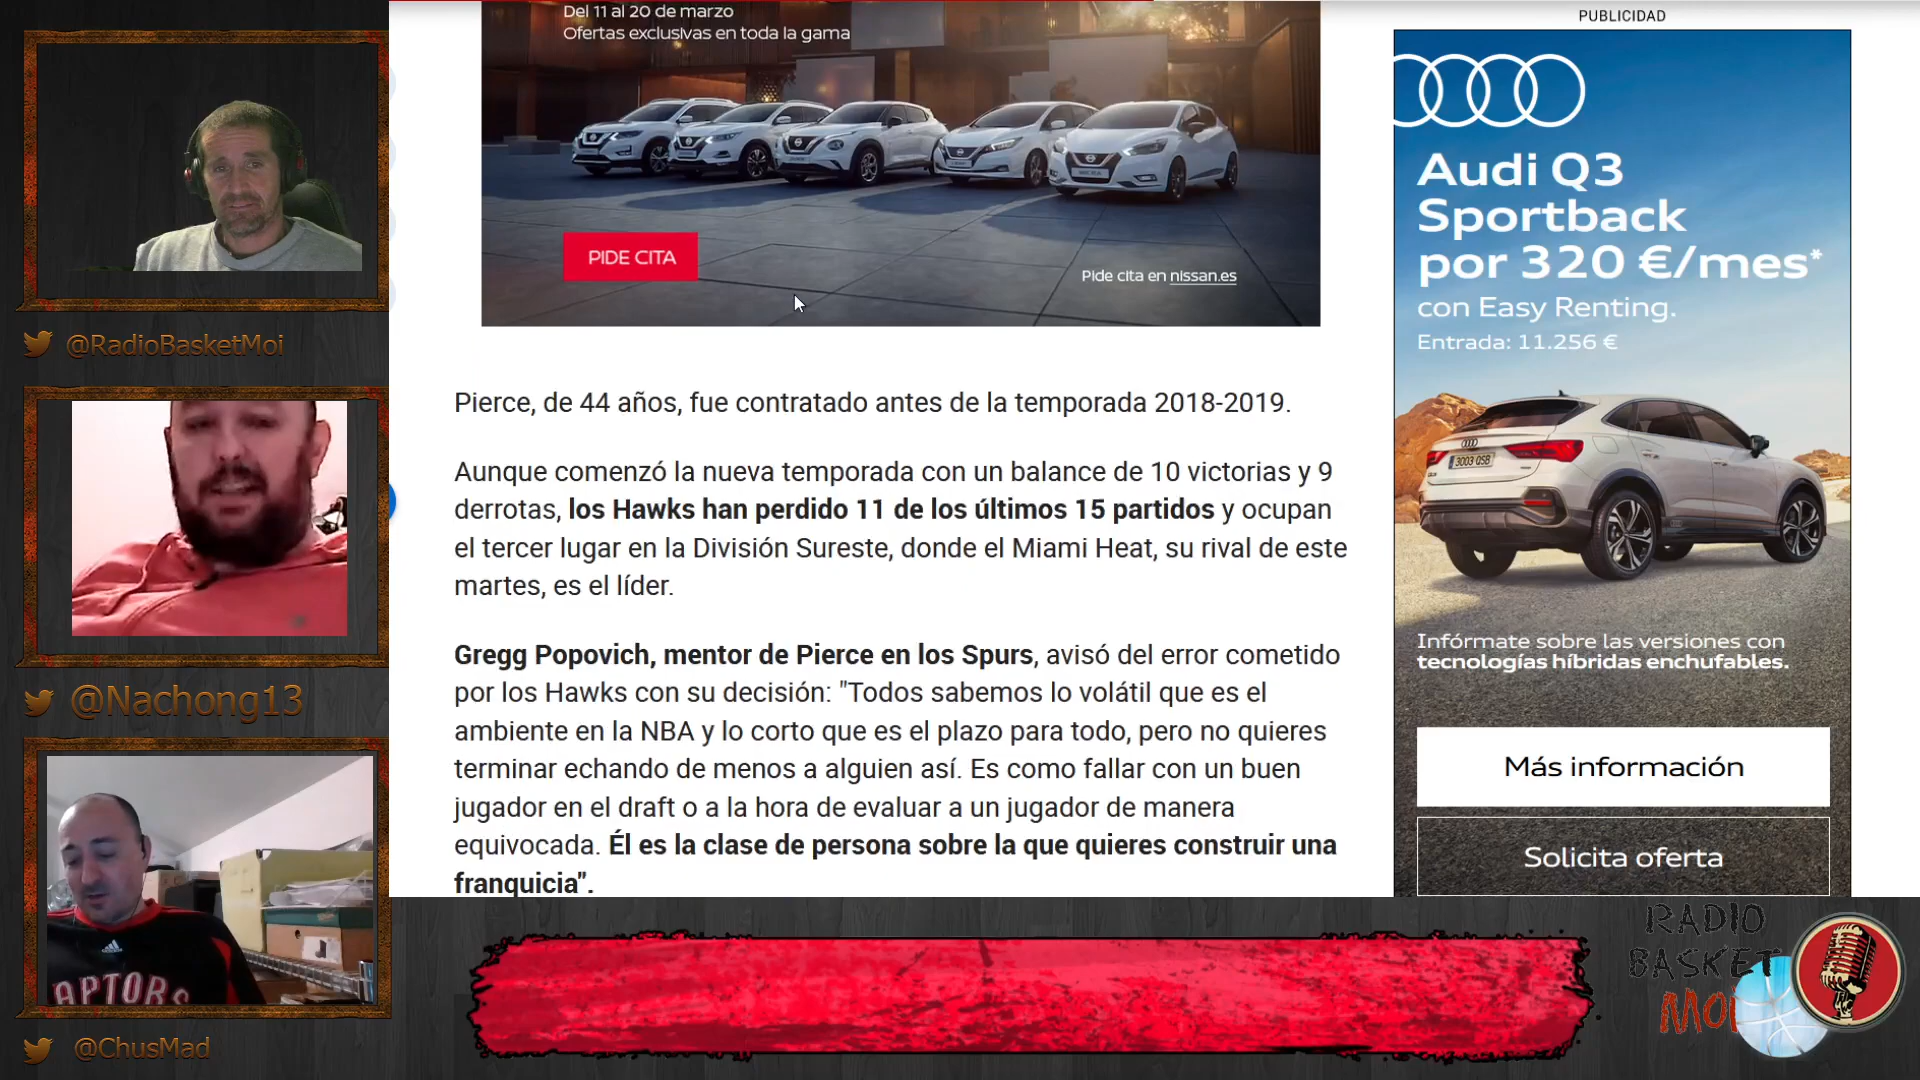 Del 11 al 20 de marzo
Ofertas exclusivas en toda la gama
PIDE CITA
Pide cita en nissan.es
PUBLICIDAD
Audi Q3
Sportback
por 320 €/mes*
con Easy Renting.
Entrada: 11.256 €
3003 QSB
Infórmate sobre las versiones con
tecnologías híbridas enchufables.
Más información
Solicita oferta
Pierce, de 44 años, fue contratado antes de la temporada 2018-2019.
Aunque comenzó la nueva temporada con un balance de 10 victorias y 9
derrotas, los Hawks han perdido 11 de los últimos 15 partidos y ocupan
el tercer lugar en la División Sureste, donde el Miami Heat, su rival de este
martes, es el líder.
Gregg Popovich, mentor de Pierce en los Spurs, avisó del error cometido
por los Hawks con su decisión: "Todos sabemos lo volátil que es el
ambiente en la NBA y lo corto que es el plazo para todo, pero no quieres
terminar echando de menos a alguien así. Es como fallar con un buen
jugador en el draft o a la hora de evaluar a un jugador de manera
equivocada. Él es la clase de persona sobre la que quieres construir una
franquicia".
@RadioBasketMoi
@Nachong13
APTORS
@ChusMad
RADIO
BASKET
MOi